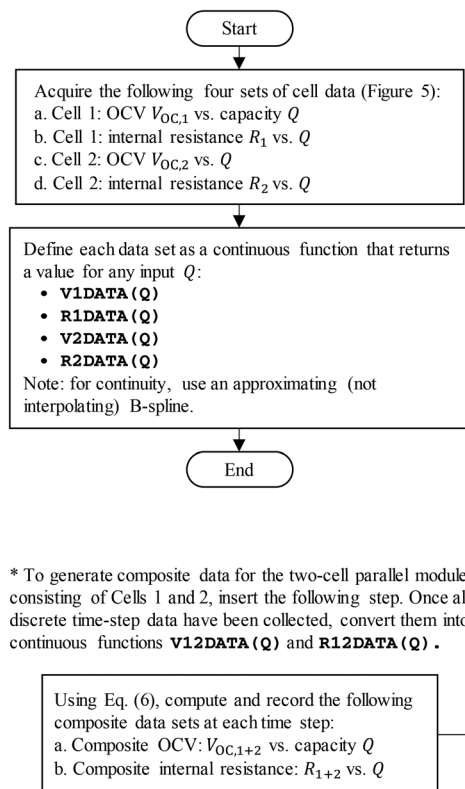 Start
Acquire the following four sets of cell data (Figure 5):
a. Cell 1: OCV V_OC,1 vs. capacity Q
b. Cell 1: internal resistance R_1 vs. Q
c. Cell 2: OCV V_OC,2 vs. Q
d. Cell 2: internal resistance R_2 vs. Q
Define each data set as a continuous function that returns
a value for any input Q:
• V1DATA(Q)
• R1DATA(Q)
• V2DATA(Q)
• R2DATA(Q)
Note: for continuity, use an approximating (not
interpolating) B-spline.
End
* To generate composite data for the two-cell parallel module
consisting of Cells 1 and 2, insert the following step. Once al
discrete time-step data have been collected, convert them into
continuous functions V12DATA(Q) and R12DATA(Q).
Using Eq. (6), compute and record the following
composite data sets at each time step:
a. Composite OCV: V_OC,1+2 vs. capacity Q
b. Composite internal resistance: R_1+2 vs. Q